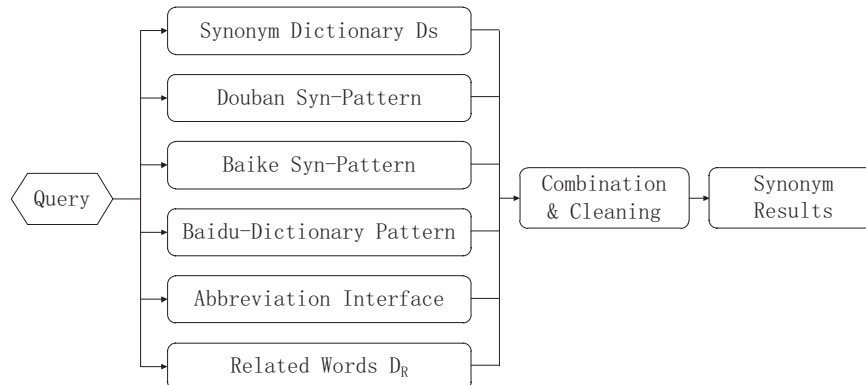 Synonym Dictionary Ds
Douban Syn-Pattern
Baike Syn-Pattern
Query
Combination
& Cleaning
Synonym
Results
Baidu-Dictionary Pattern
Abbreviation Interface
Related Words D_R